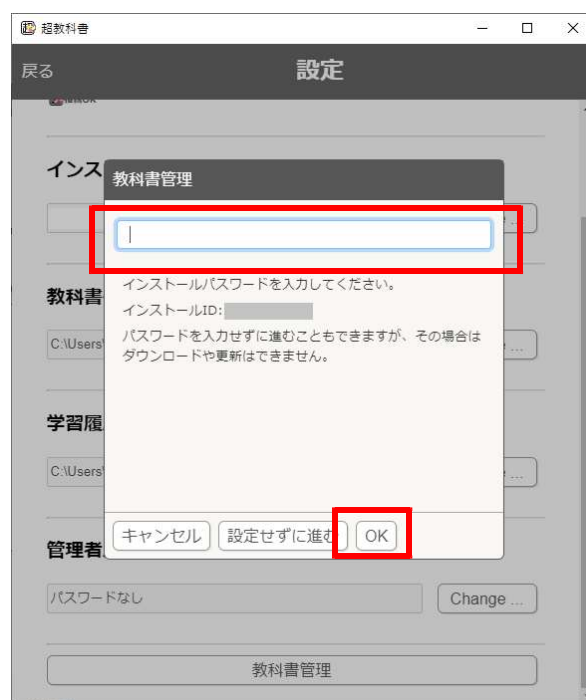 超教科書
戻る
設定
インス
教科書管理
インストールパスワードを入力してください。
インストールID:
パスワードを入力せずに進むこともできますが、その場合は
ダウンロードや更新はできません。
教科書
C:\Users\
学習履
C:\Users\
キャンセル
設定せずに進む
OK
管理者
パスワードなし
Change ...
教科書管理